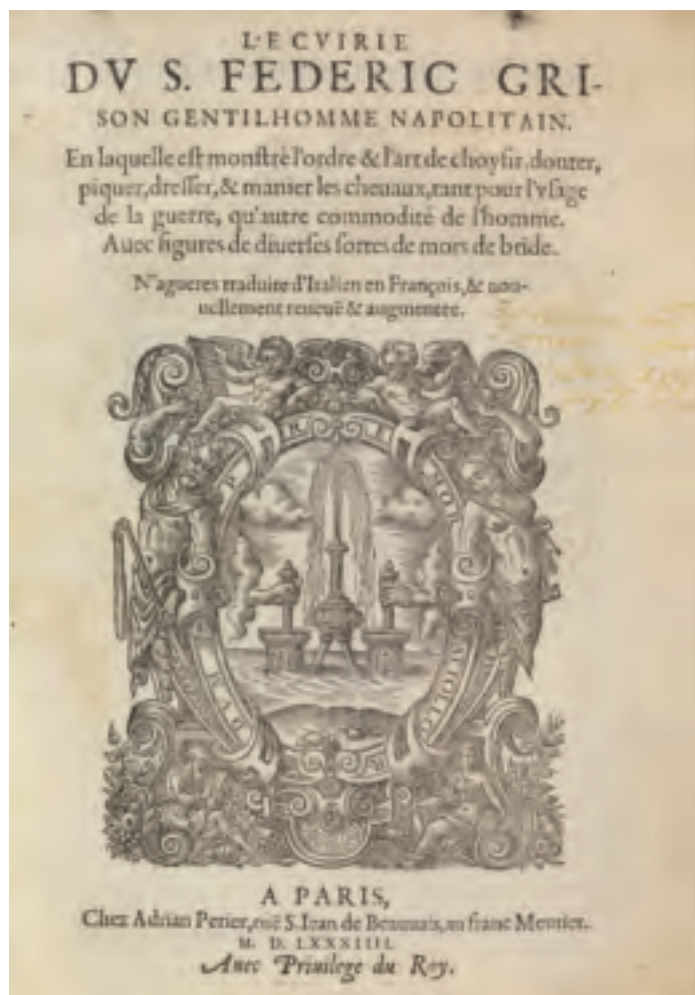 L'ECVIRIE
DV S. FEDERIC GRI-
SON GENTILHOMME NAPOLITAIN.
En laquelle est monstré l'ordre & l'art de choysir, donter,
piquer, dresser, & manier les cheuaux, tant pour l'vsage
de la guerre, qu'autre commodité de l'homme.
Auec figures de diuerses sortes de mors de bride.
N'agueres traduite d'Italien en François, & nou-
uellement reueuë & augmentee.
A PARIS,
Chez Adrian Perier, ruë S. Iean de Beauuais, au franc Meurier.
M. D. LXXXIIII.
Auec Priuilege du Roy.